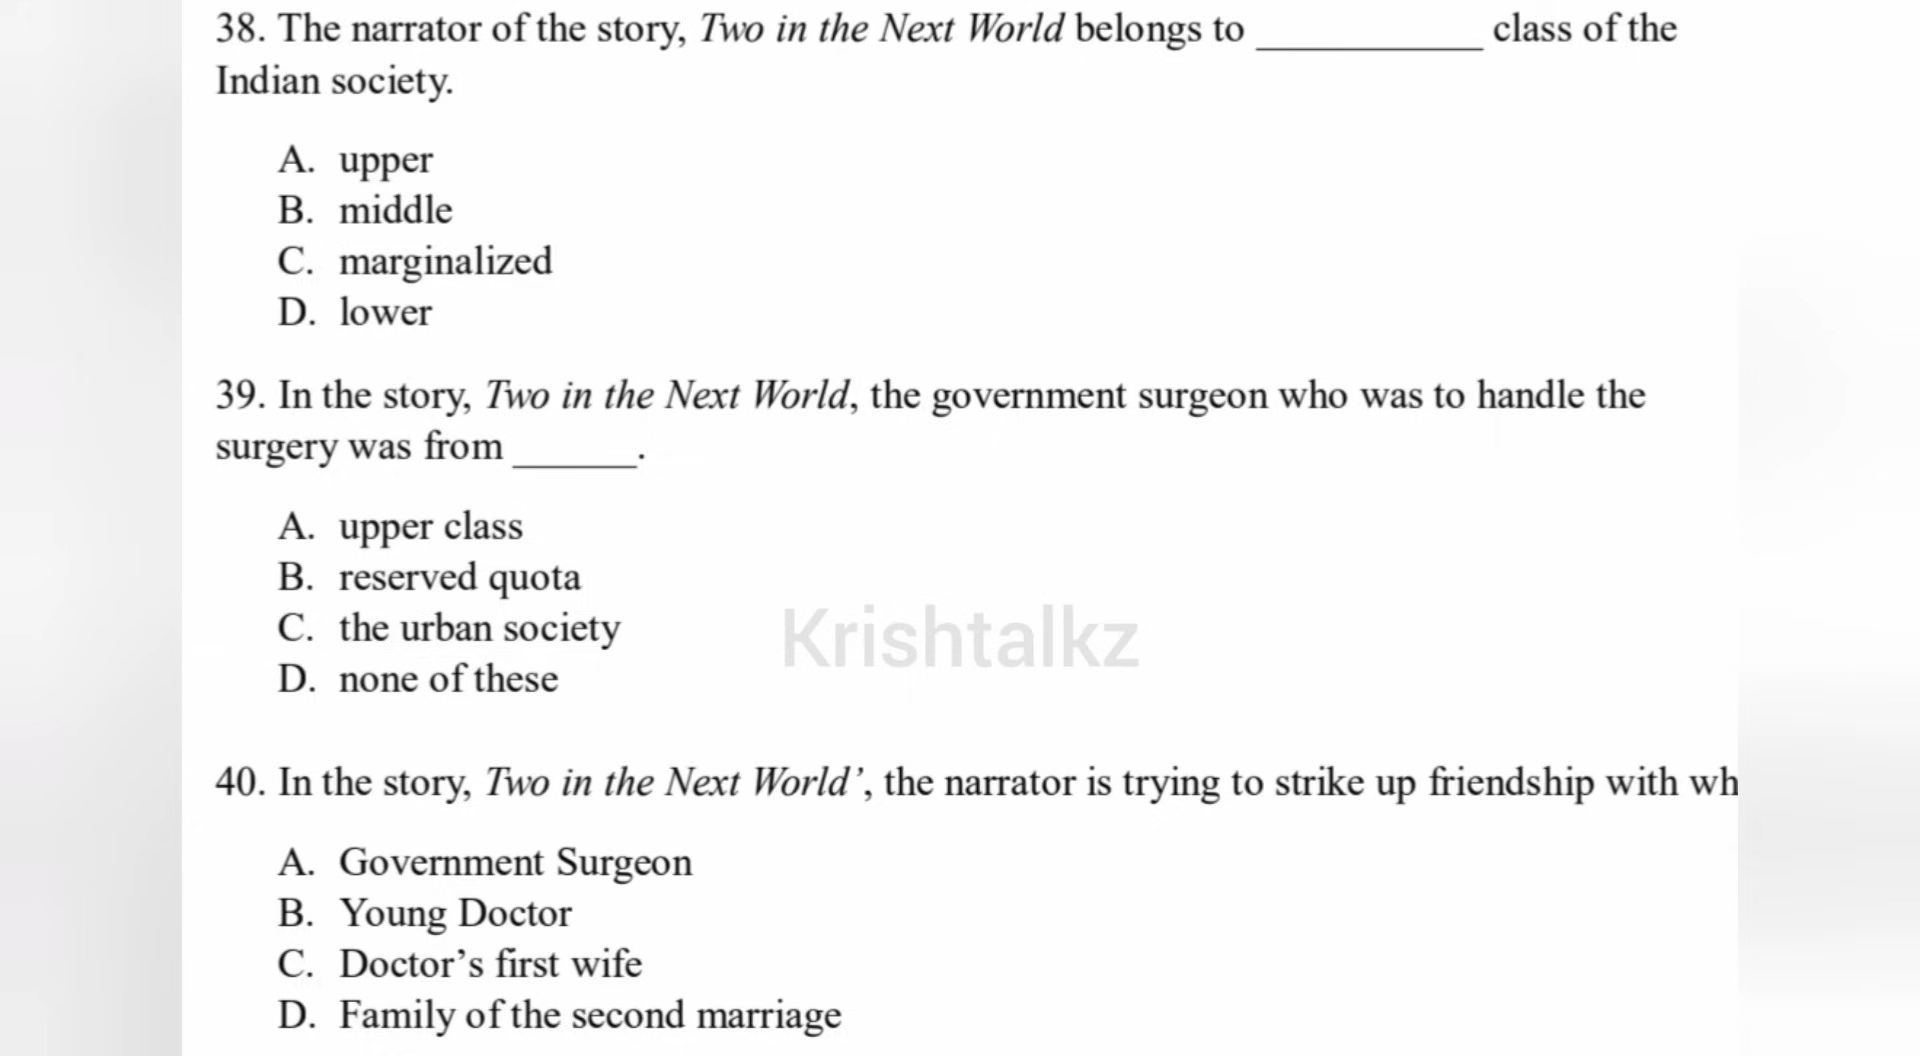 38. The narrator of the story, Two in the Next World belongs to ___________ class of the
Indian society.
A. upper
B. middle
C. marginalized
D. lower
39. In the story, Two in the Next World, the government surgeon who was to handle the
surgery was from ______.
A. upper class
B. reserved quota
C. the urban society
D. none of these
Krishtalkz
40. In the story, Two in the Next World’, the narrator is trying to strike up friendship with wh
A. Government Surgeon
B. Young Doctor
C. Doctor’s first wife
D. Family of the second marriage